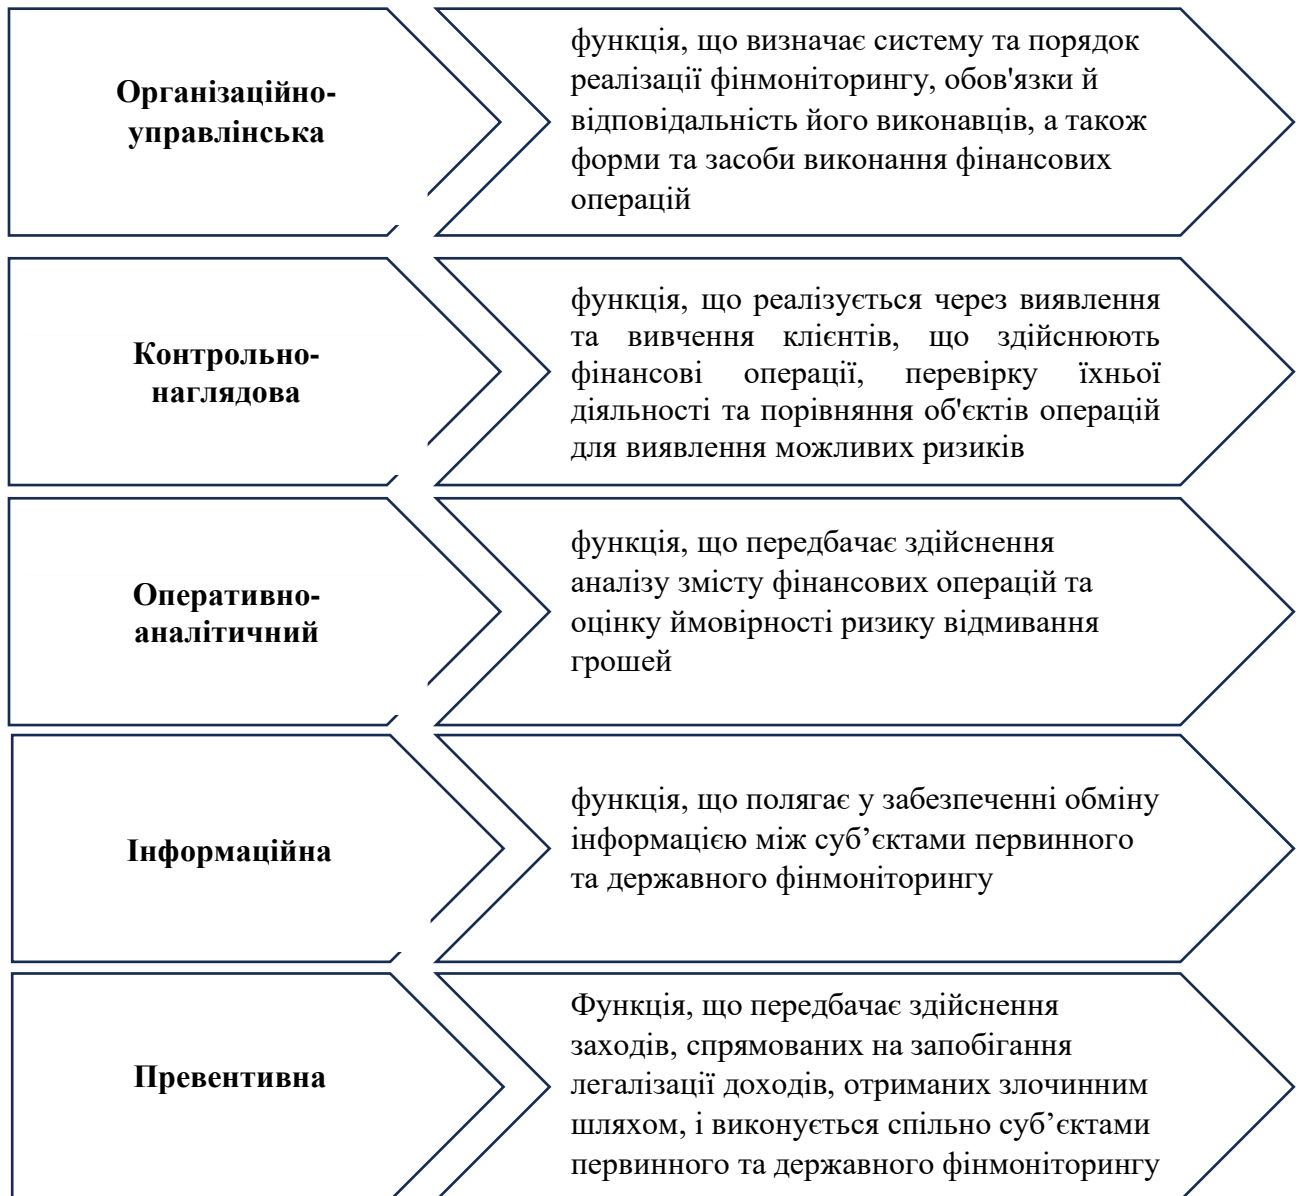 Організаційно-
управлінська
функція, що визначає систему та порядок
реалізації фінмоніторингу, обов'язки й
відповідальність його виконавців, а також
форми та засоби виконання фінансових
операцій
Контрольно-
наглядова
функція, що реалізується через виявлення
та вивчення клієнтів, що здійснюють
фінансові операції, перевірку їхньої
діяльності та порівняння об'єктів операцій
для виявлення можливих ризиків
Оперативно-
аналітичний
функція, що передбачає здійснення
аналізу змісту фінансових операцій та
оцінку ймовірності ризику відмивання
грошей
Інформаційна
функція, що полягає у забезпеченні обміну
інформацією між суб’єктами первинного
та державного фінмоніторингу
Превентивна
Функція, що передбачає здійснення
заходів, спрямованих на запобігання
легалізації доходів, отриманих злочинним
шляхом, і виконується спільно суб’єктами
первинного та державного фінмоніторингу